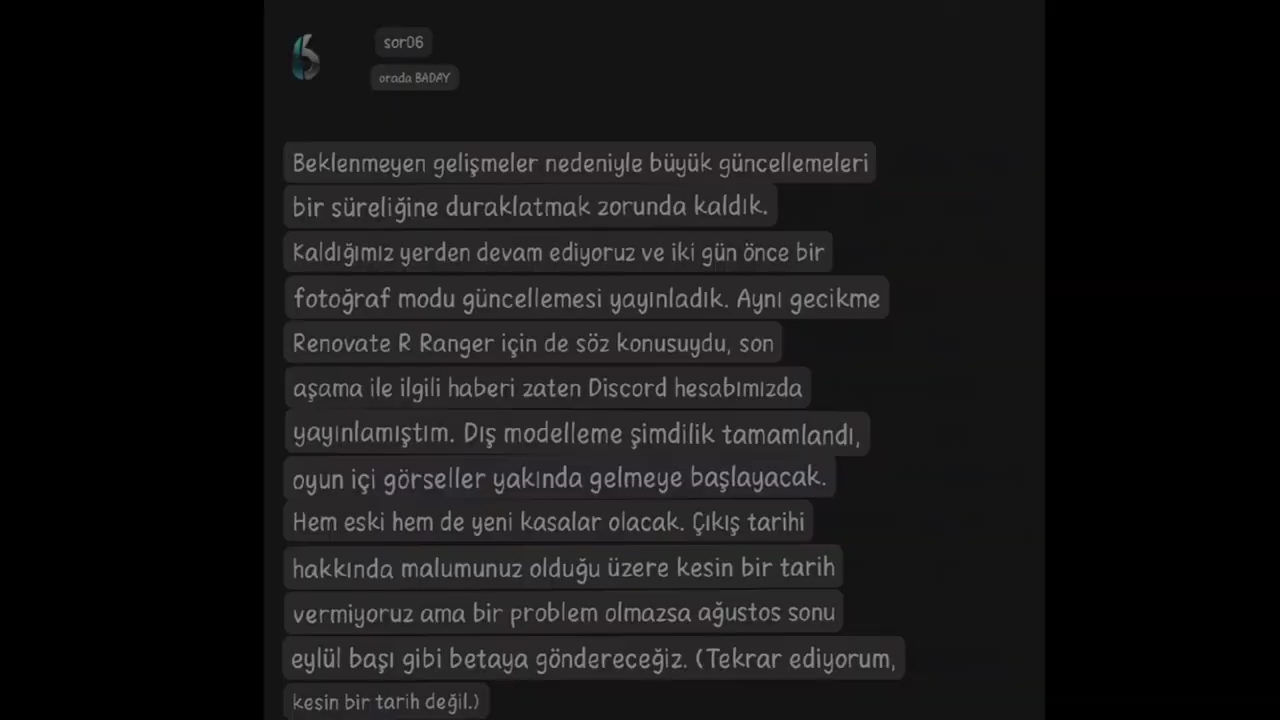 sor06
orada BADAY
Beklenmeyen gelişmeler nedeniyle büyük güncellemeleri
bir süreliğine duraklatmak zorunda kaldık.
Kaldığımız yerden devam ediyoruz ve iki gün önce bir
fotoğraf modu güncellemesi yayınladık. Aynı gecikme
Renovate R Ranger için de söz konusuydu, son
aşama ile ilgili haberi zaten Discord hesabımızda
yayınlamıştım. Dış modelleme şimdilik tamamlandı,
oyun içi görseller yakında gelmeye başlayacak.
Hem eski hem de yeni kasalar olacak. Çıkış tarihi
hakkında malumunuz olduğu üzere kesin bir tarih
vermiyoruz ama bir problem olmazsa ağustos sonu
eylül başı gibi betaya göndereceğiz. (Tekrar ediyorum,
kesin bir tarih değil.)